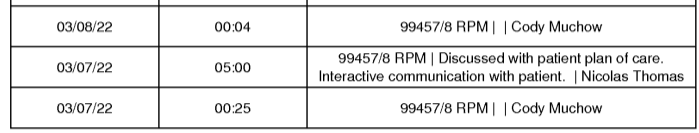 03/08/22 00:04 99457/8 RPM | | Cody Muchow
03/07/22 05:00 99457/8 RPM | Discussed with patient plan of care.
Interactive communication with patient. | Nicolas Thomas
03/07/22 00:25 99457/8 RPM | | Cody Muchow